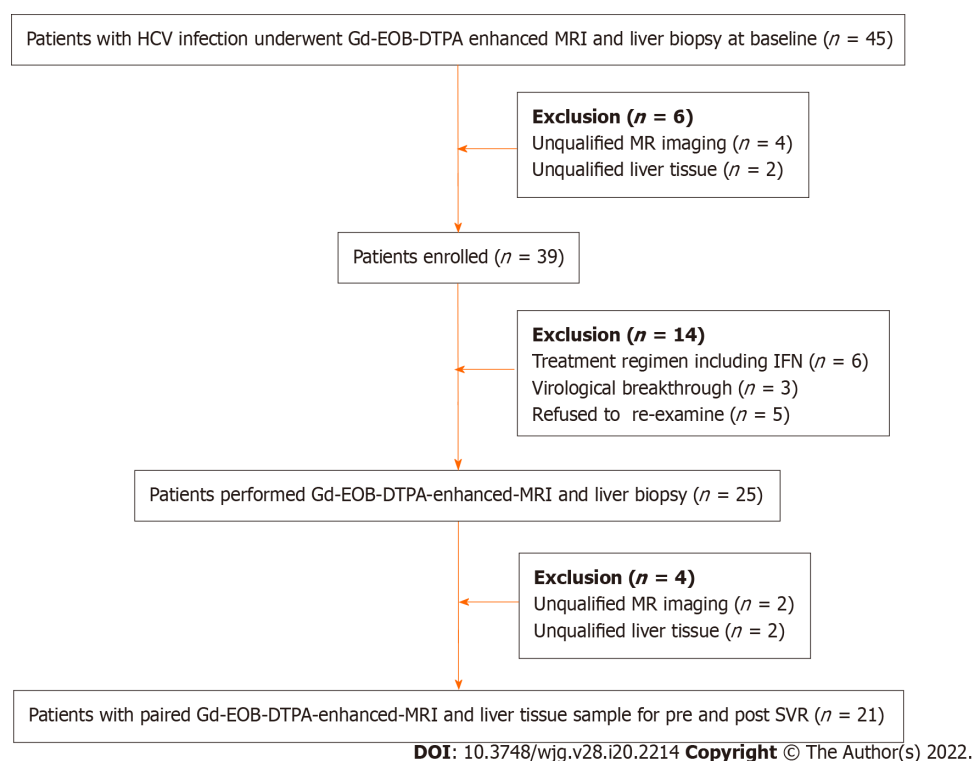 Patients with HCV infection underwent Gd-EOB-DTPA enhanced MRI and liver biopsy at baseline (n = 45)
Exclusion (n = 6)
Unqualified MR imaging (n = 4)
Unqualified liver tissue (n = 2)
Patients enrolled (n = 39)
Exclusion (n = 14)
Treatment regimen including IFN (n = 6)
Virological breakthrough (n = 3)
Refused to re-examine (n = 5)
Patients performed Gd-EOB-DTPA-enhanced-MRI and liver biopsy (n = 25)
Exclusion (n = 4)
Unqualified MR imaging (n = 2)
Unqualified liver tissue (n = 2)
Patients with paired Gd-EOB-DTPA-enhanced-MRI and liver tissue sample for pre and post SVR (n = 21)
DOI: 10.3748/wjg.v28.i20.2214 Copyright © The Author(s) 2022.